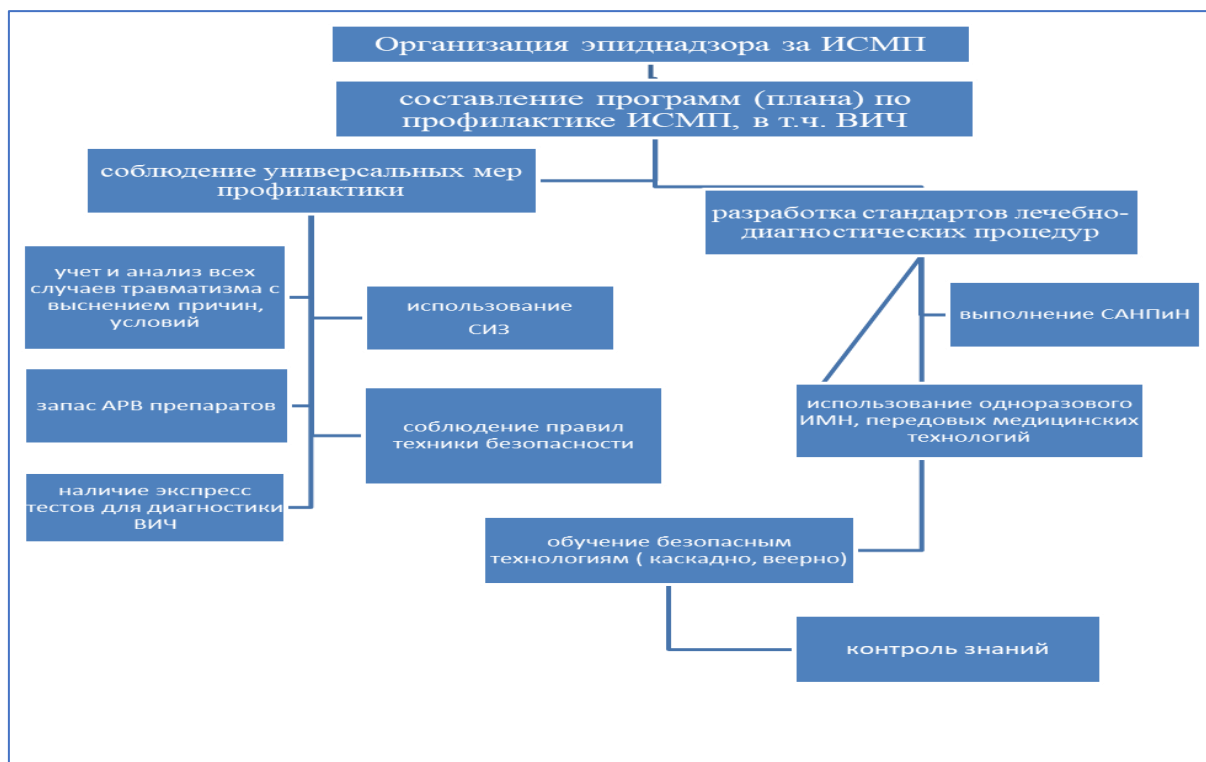 Организация эпиднадзора за ИСМП
составление программ (плана) по
профилактике ИСМП, в т.ч. ВИЧ
соблюдение универсальных мер
профилактики
разработка стандартов лечебно-
диагностических процедур
учет и анализ всех
случаев травматизма с
выснением причин,
условий
использование
СИЗ
выполнение САНПиН
запас АРВ препаратов
соблюдение правил
техники безопасности
использование одноразового
ИМН, передовых медицинских
технологий
наличие экспресс
тестов для диагностики
ВИЧ
обучение безопасным
технологиям ( каскадно, веерно)
контроль знаний